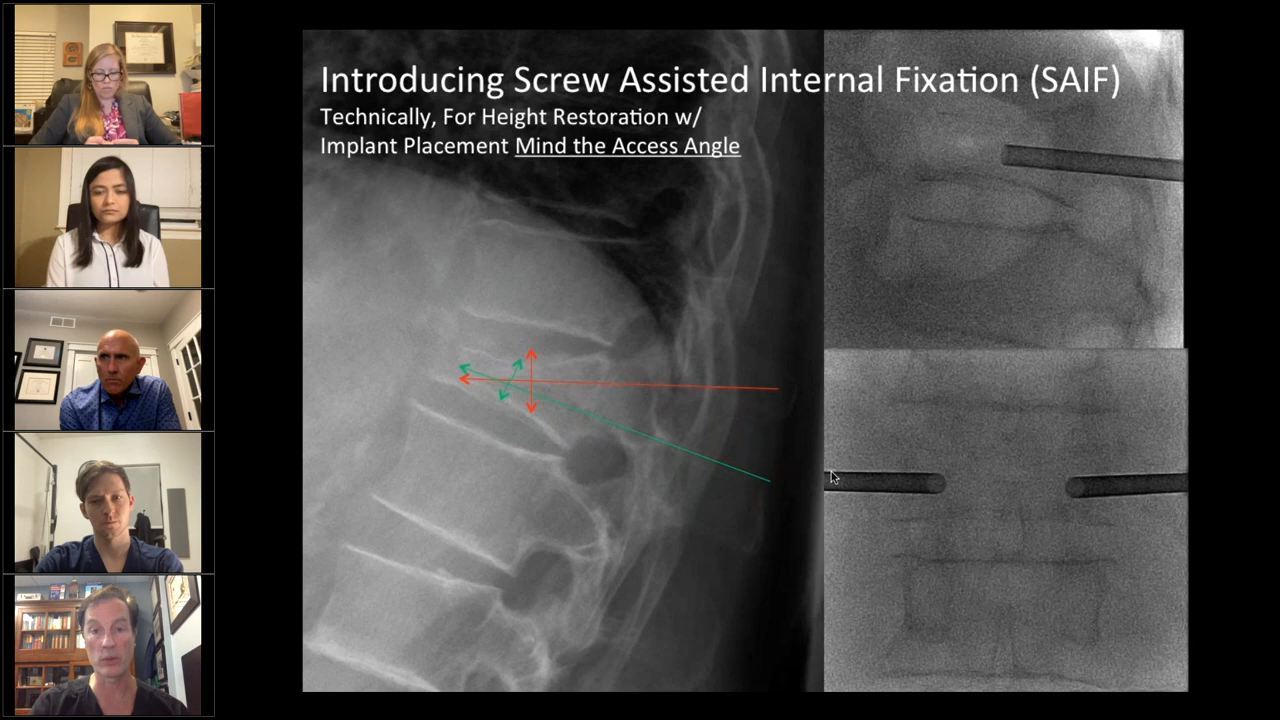 Introducing Screw Assisted Internal Fixation (SAIF)
Technically, For Height Restoration w/
Implant Placement Mind the Access Angle